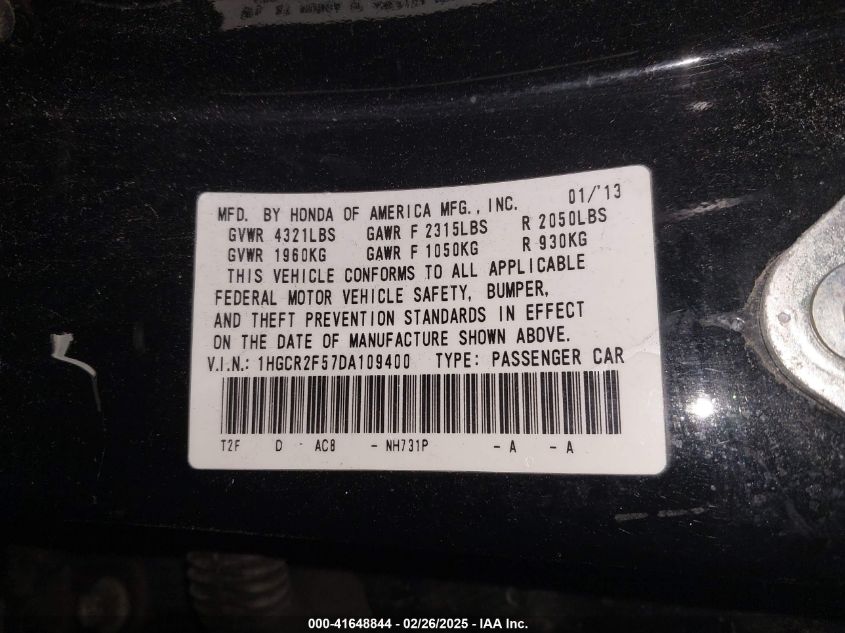 MFD. BY HONDA OF AMERICA MFG., INC. 01/'13
GVWR 4321LBS GAWR F 2315LBS R 2050LBS
GVWR 1960KG GAWR F 1050KG R 930KG
THIS VEHICLE CONFORMS TO ALL APPLICABLE
FEDERAL MOTOR VEHICLE SAFETY, BUMPER,
AND THEFT PREVENTION STANDARDS IN EFFECT
ON THE DATE OF MANUFACTURE SHOWN ABOVE.
V.I.N.: 1HGCR2F57DA109400 TYPE: PASSENGER CAR
T2F D - AC8 - NH731P - A - A
000-41648844 - 02/26/2025 - IAA Inc.